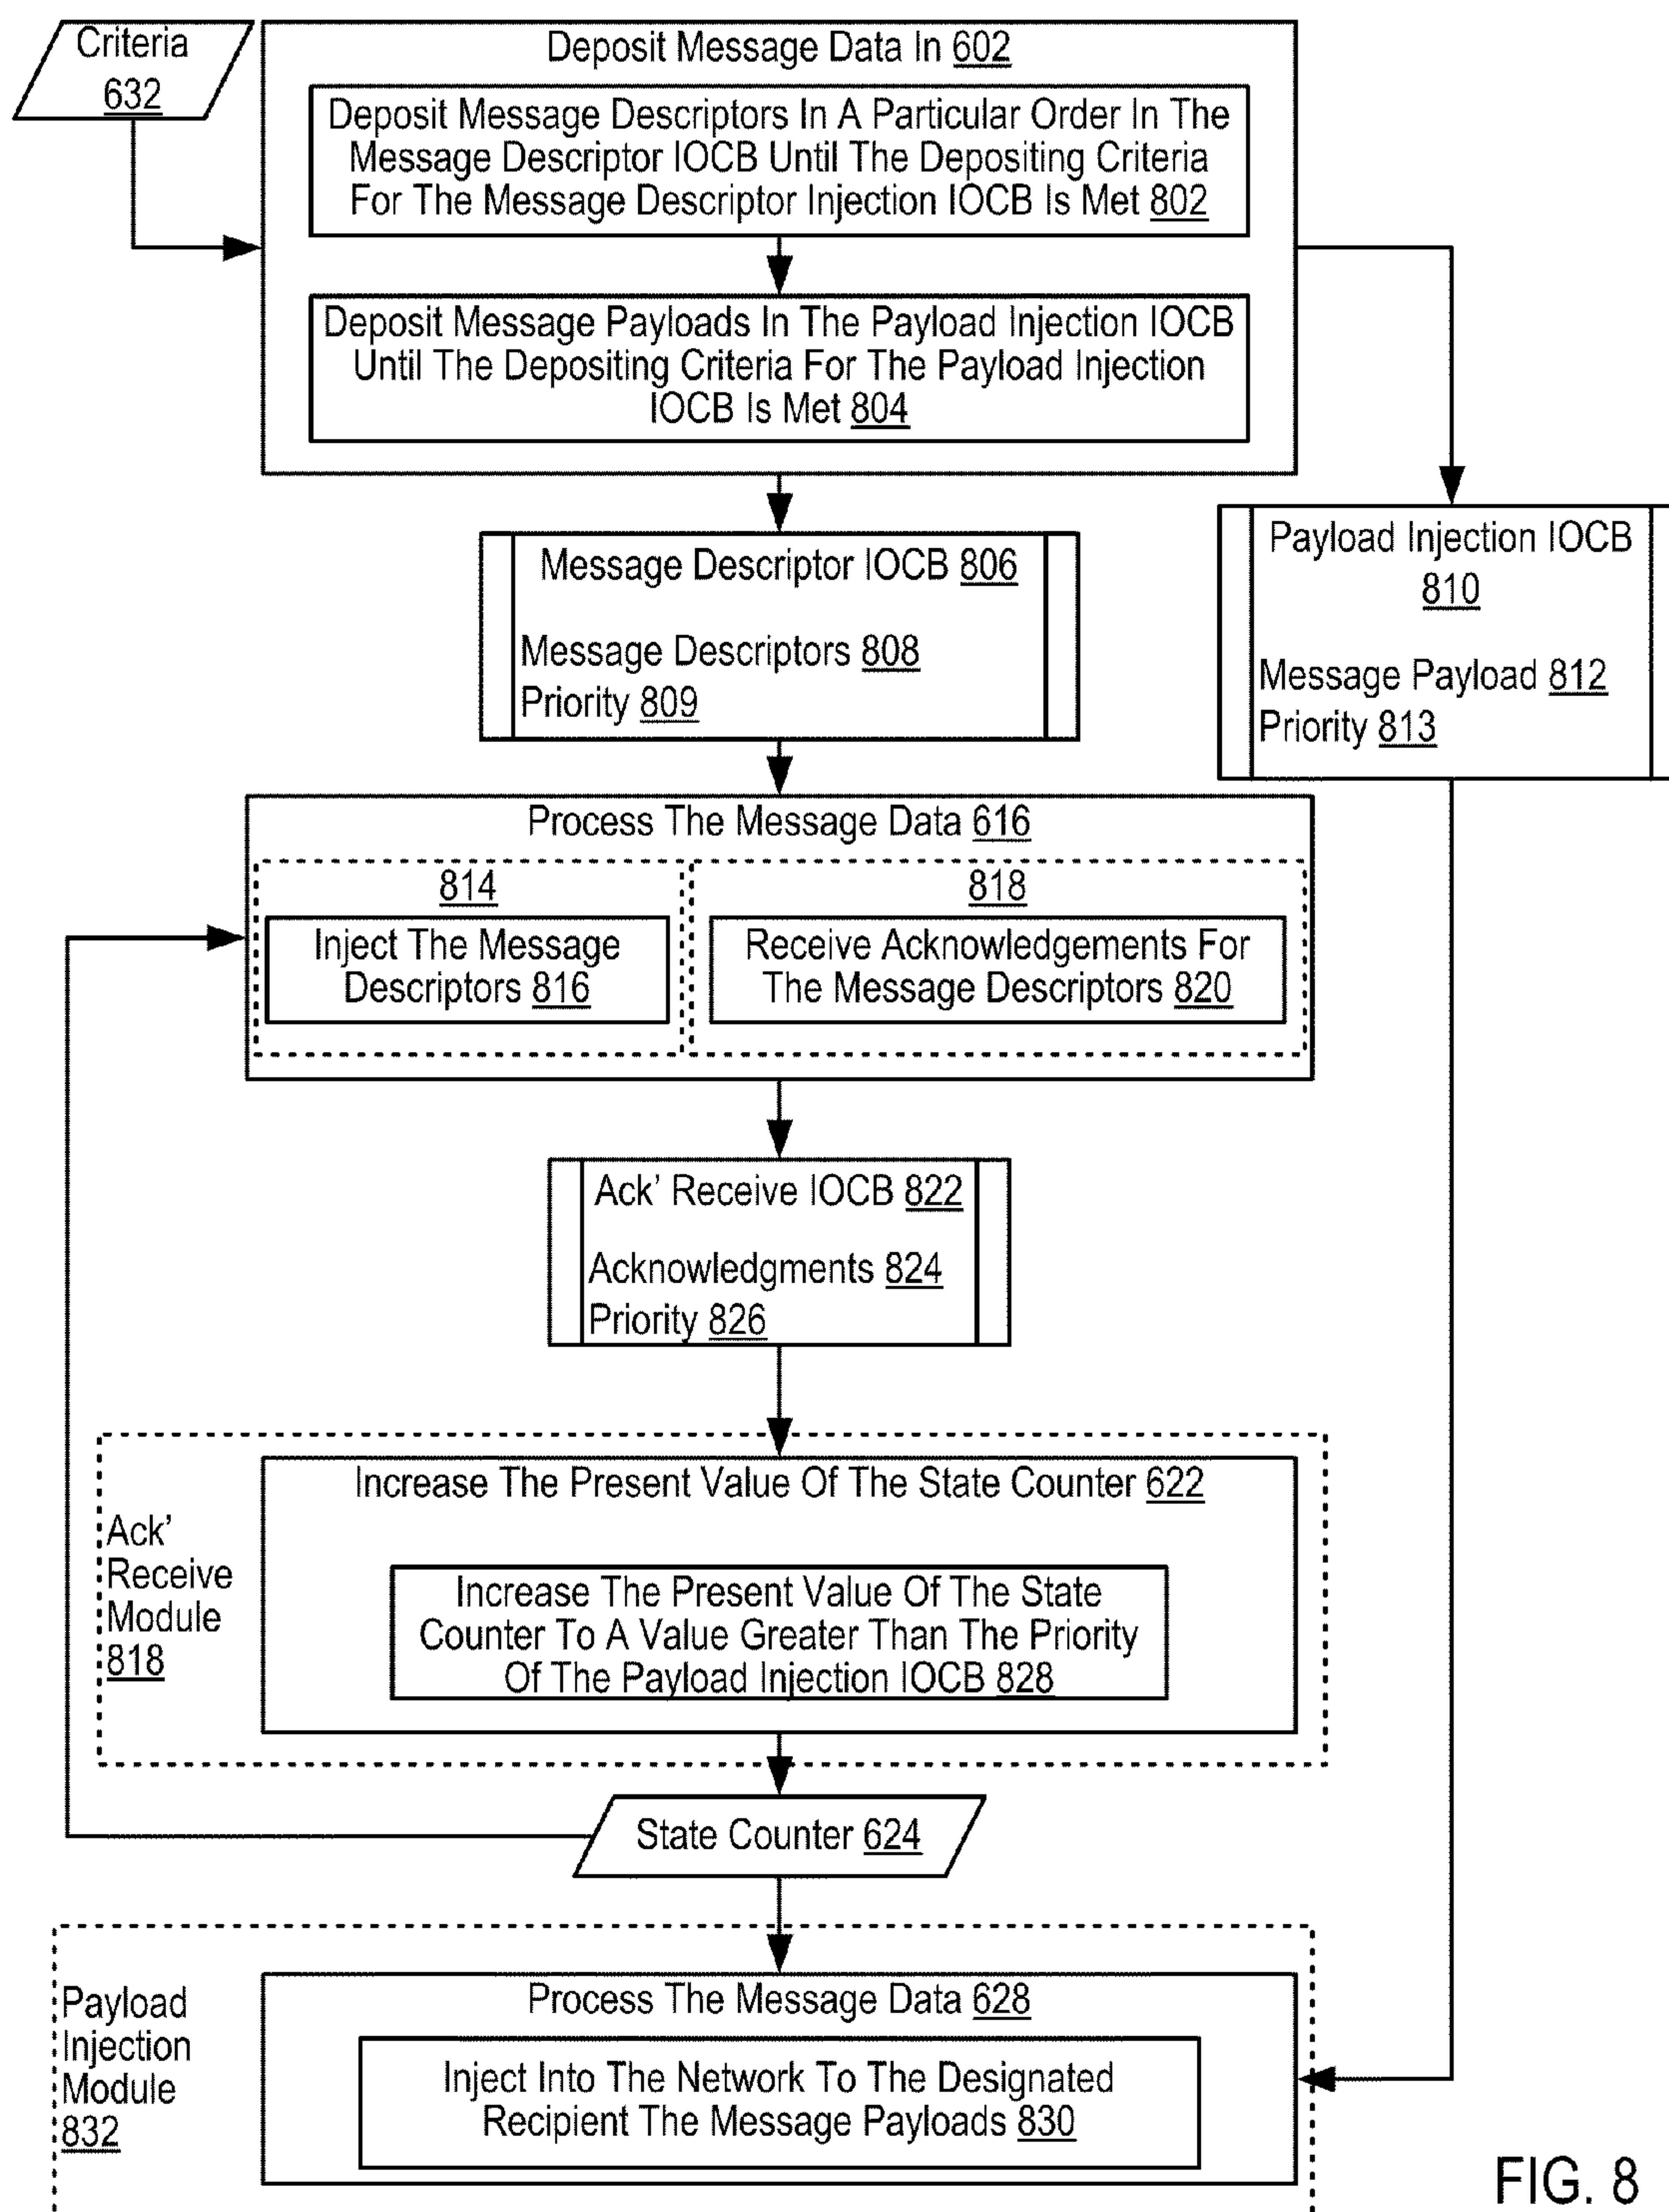 Criteria
632
Deposit Message Data In 602
Deposit Message Descriptors In A Particular Order In The
Message Descriptor IOCB Until The Depositing Criteria
For The Message Descriptor Injection IOCB Is Met 802
Deposit Message Payloads In The Payload Injection IOCB
Until The Depositing Criteria For The Payload Injection
IOCB Is Met 804
Message Descriptor IOCB 806
Message Descriptors 808
Priority 809
Payload Injection IOCB
810
Message Payload 812
Priority 813
Process The Message Data 616
814
Inject The Message
Descriptors 816
818
Receive Acknowledgements For
The Message Descriptors 820
Ack' Receive IOCB 822
Acknowledgments 824
Priority 826
Ack'
Receive
Module
818
Increase The Present Value Of The State Counter 622
Increase The Present Value Of The State
Counter To A Value Greater Than The Priority
Of The Payload Injection IOCB 828
State Counter 624
Payload
Injection
Module
832
Process The Message Data 628
Inject Into The Network To The Designated
Recipient The Message Payloads 830
FIG. 8